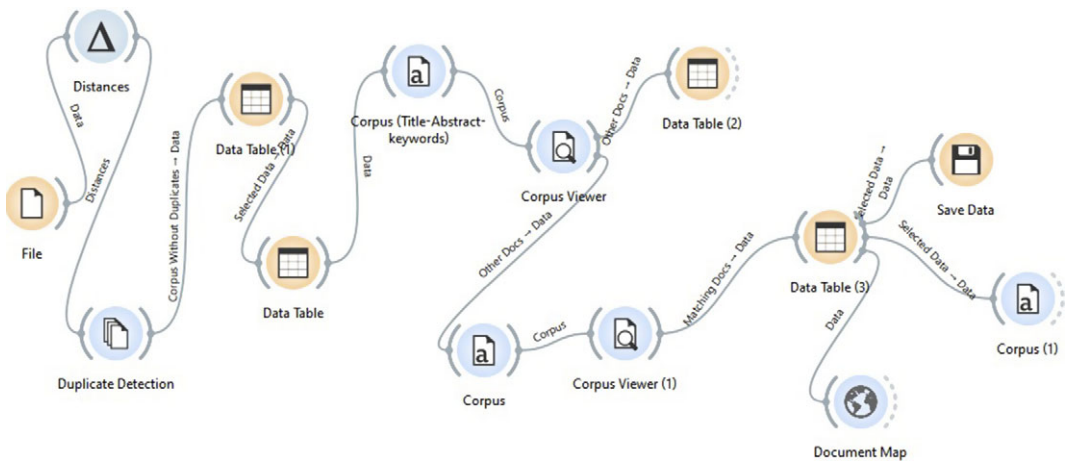 Distances
Data
Distances
File
Duplicate Detection
Corpus Without Duplicates → Data
Data Table (1)
Selected Data → Data
Data Table
Data
Corpus (Title-Abstract-
keywords)
Corpus
Corpus Viewer
Other Docs → Data
Data Table (2)
Other Docs → Data
Corpus
Corpus
Corpus Viewer (1)
Matching Docs → Data
Data Table (3)
Selected Data →
Data
Save Data
Selected Data → Data
Corpus (1)
Data
Document Map